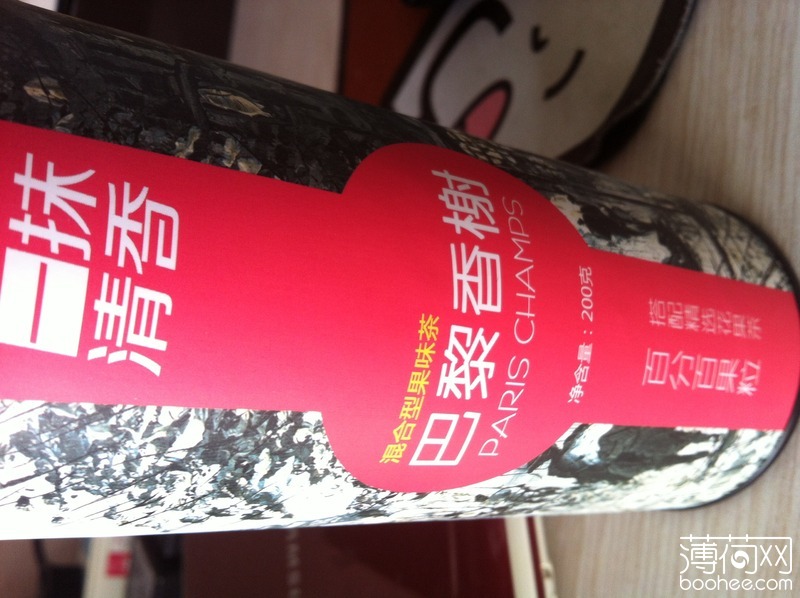 一抹
清香
混合型果味茶
巴黎香榭
PARIS CHAMPS
净含量：200克
搭配精选花果茶
百分百果粒
薄荷网
boohee.com